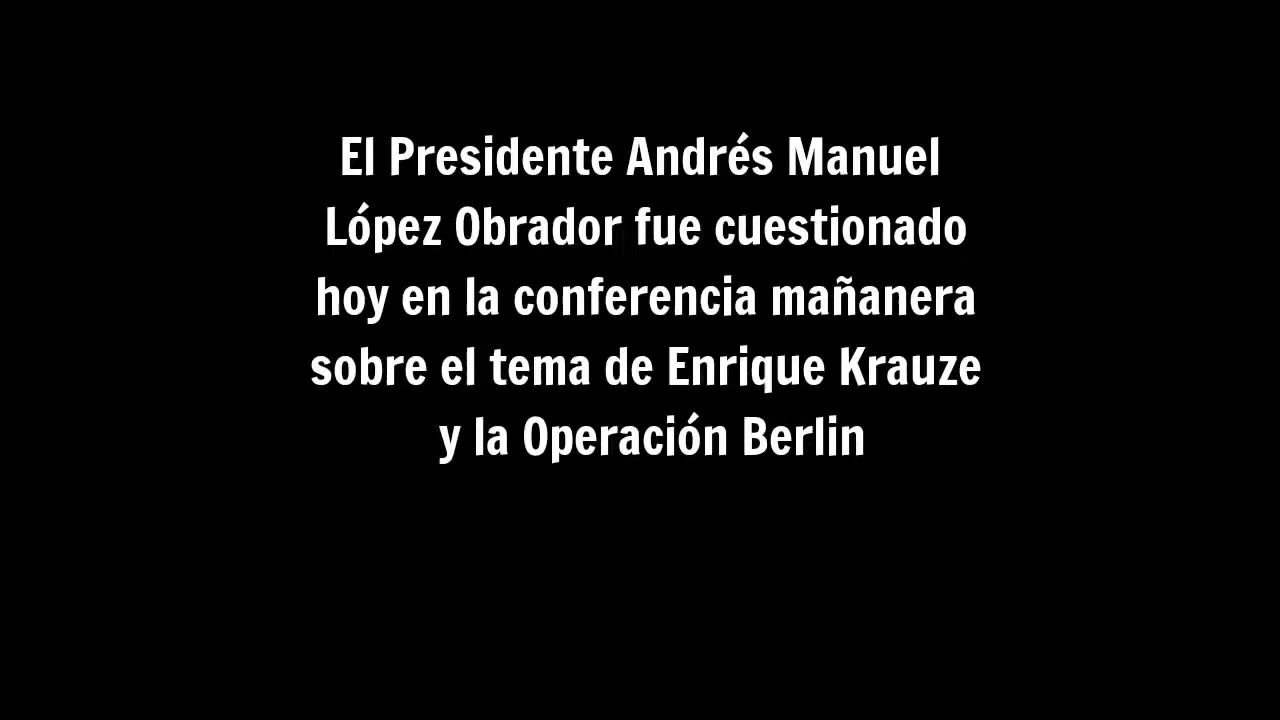 El Presidente Andrés Manuel
López Obrador fue cuestionado
hoy en la conferencia mañanera
sobre el tema de Enrique Krauze
y la Operación Berlin